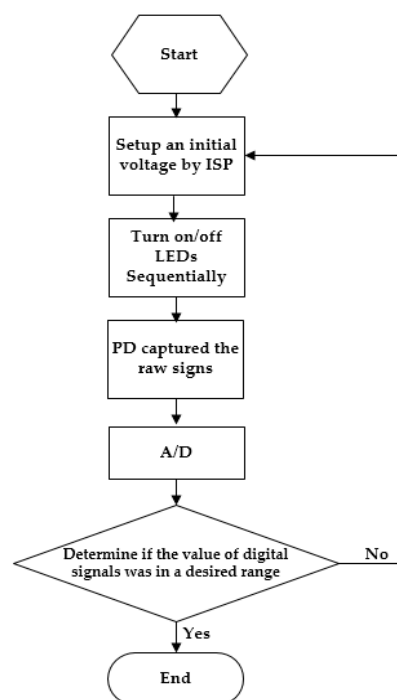 Start
Setup an initial
voltage by ISP
Turn on/off
LEDs
Sequentially
PD captured the
raw signs
A/D
Determine if the value of digital
signals was in a desired range
No
Yes
End